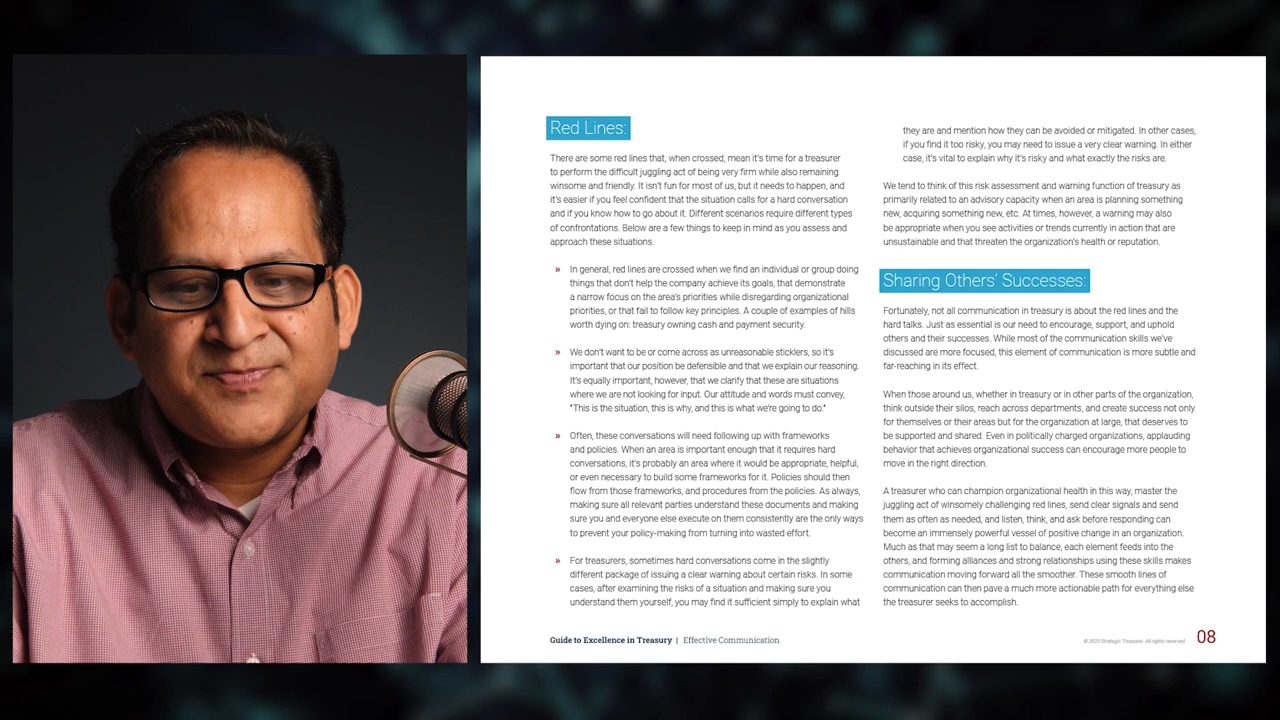 Red Lines:
There are some red lines that, when crossed, mean it's time for a treasurer
to perform the difficult juggling act of being very firm while also remaining
winsome and friendly. It isn't fun for most of us, but it needs to happen, and
it's easier if you feel confident that the situation calls for a hard conversation
and if you know how to go about it. Different scenarios require different types
of confrontations. Below are a few things to keep in mind as you assess and
approach these situations.
» In general, red lines are crossed when we find an individual or group doing
things that don't help the company achieve its goals, that demonstrate
a narrow focus on the area's priorities while disregarding organizational
priorities, or that fail to follow key principles. A couple of examples of hills
worth dying on: treasury owning cash and payment security.
» We don't want to be or come across as unreasonable sticklers, so it's
important that our position be defensible and that we explain our reasoning.
It's equally important, however, that we clarify that these are situations
where we are not looking for input. Our attitude and words must convey,
"This is the situation, this is why, and this is what we're going to do."
» Often, these conversations will need following up with frameworks
and policies. When an area is important enough that it requires hard
conversations, it's probably an area where it would be appropriate, helpful,
or even necessary to build some frameworks for it. Policies should then
flow from those frameworks, and procedures from the policies. As always,
making sure all relevant parties understand these documents and making
sure you and everyone else execute on them consistently are the only ways
to prevent your policy-making from turning into wasted effort.
» For treasurers, sometimes hard conversations come in the slightly
different package of issuing a clear warning about certain risks. In some
cases, after examining the risks of a situation and making sure you
understand them yourself, you may find it sufficient simply to explain what
they are and mention how they can be avoided or mitigated. In other cases,
if you find it too risky, you may need to issue a very clear warning. In either
case, it's vital to explain why it's risky and what exactly the risks are.
We tend to think of this risk assessment and warning function of treasury as
primarily related to an advisory capacity when an area is planning something
new, acquiring something new, etc. At times, however, a warning may also
be appropriate when you see activities or trends currently in action that are
unsustainable and that threaten the organization's health or reputation.
Sharing Others' Successes:
Fortunately, not all communication in treasury is about the red lines and the
hard talks. Just as essential is our need to encourage, support, and uphold
others and their successes. While most of the communication skills we've
discussed are more focused, this element of communication is more subtle and
far-reaching in its effect.
When those around us, whether in treasury or in other parts of the organization,
think outside their silos, reach across departments, and create success not only
for themselves or their areas but for the organization at large, that deserves to
be supported and shared. Even in politically charged organizations, applauding
behavior that achieves organizational success can encourage more people to
move in the right direction.
A treasurer who can champion organizational health in this way, master the
juggling act of winsomely challenging red lines, send clear signals and send
them as often as needed, and listen, think, and ask before responding can
become an immensely powerful vessel of positive change in an organization.
Much as that may seem a long list to balance, each element feeds into the
others, and forming alliances and strong relationships using these skills makes
communication moving forward all the smoother. These smooth lines of
communication can then pave a much more actionable path for everything else
the treasurer seeks to accomplish.
Guide to Excellence in Treasury | Effective Communication
© 2023 Strategic Treasurer. All rights reserved. 08